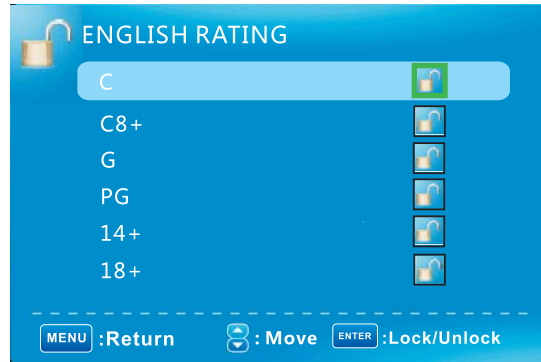 ENGLISH RATING
C
C8+
G
PG
14+
18+
MENU :Return : Move ENTER :Lock/Unlock